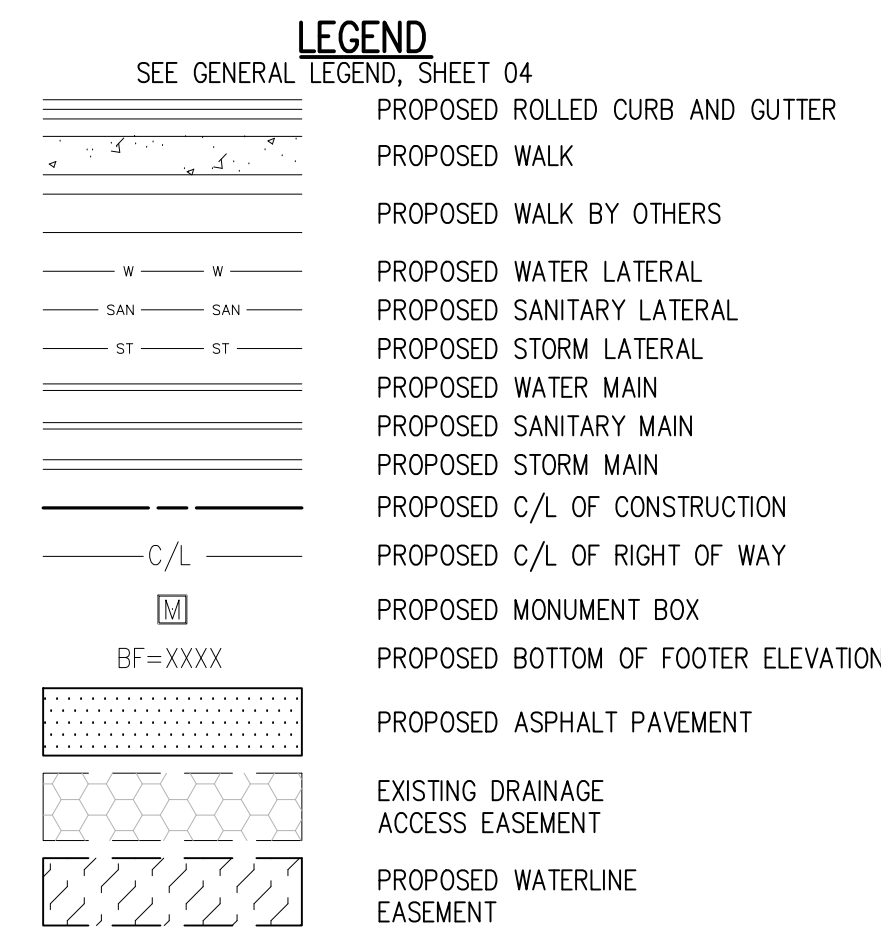 LEGEND
SEE GENERAL LEGEND, SHEET 04
PROPOSED ROLLED CURB AND GUTTER
PROPOSED WALK
PROPOSED WALK BY OTHERS
W W PROPOSED WATER LATERAL
SAN SAN PROPOSED SANITARY LATERAL
ST ST PROPOSED STORM LATERAL
PROPOSED WATER MAIN
PROPOSED SANITARY MAIN
PROPOSED STORM MAIN
PROPOSED C/L OF CONSTRUCTION
C/L PROPOSED C/L OF RIGHT OF WAY
M PROPOSED MONUMENT BOX
BF=XXXX PROPOSED BOTTOM OF FOOTER ELEVATION
PROPOSED ASPHALT PAVEMENT
EXISTING DRAINAGE
ACCESS EASEMENT
PROPOSED WATERLINE
EASEMENT